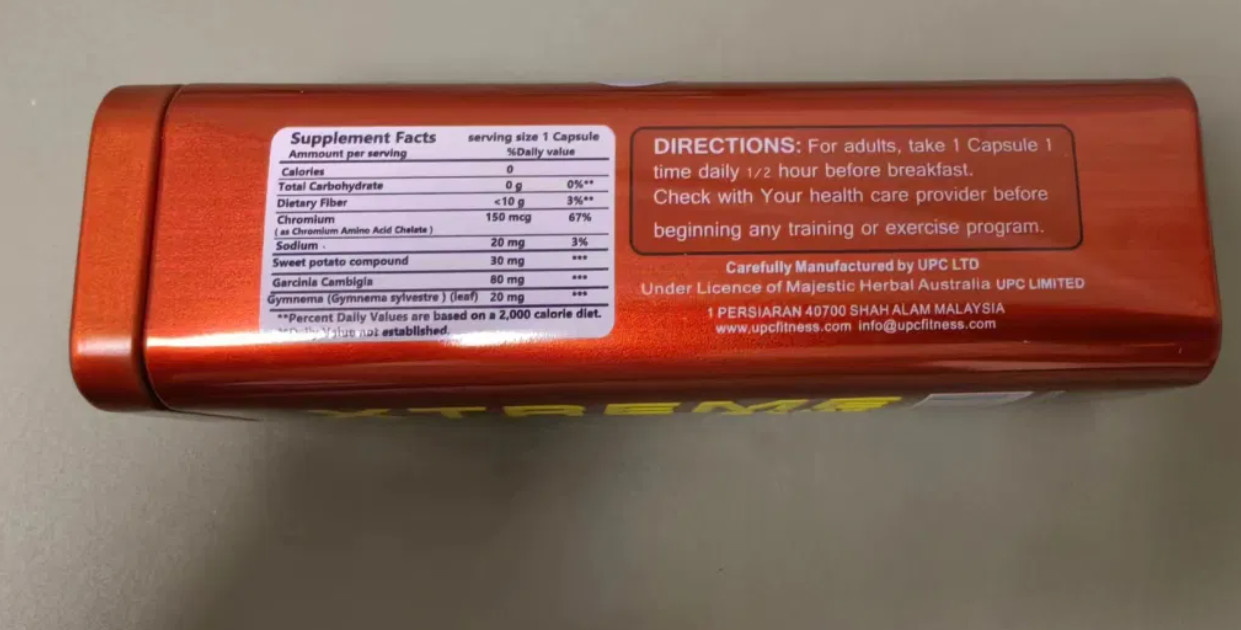 Supplement Facts serving size 1 Capsule
Ammount per serving %Daily value
Calories 0
Total Carbohydrate 0 g 0%**
Dietary Fiber <10 g 3%**
Chromium 150 mcg 67%
( as Chromium Amino Acid Chelate )
Sodium 20 mg 3%
Sweet potato compound 30 mg ***
Garcinia Cambigia 80 mg ***
Gymnema (Gymnema sylvestre ) (leaf) 20 mg ***
**Percent Daily Values are based on a 2,000 calorie diet.
Daily Value not established.
DIRECTIONS: For adults, take 1 Capsule 1
time daily 1/2 hour before breakfast.
Check with Your health care provider before
beginning any training or exercise program.
Carefully Manufactured by UPC LTD
Under Licence of Majestic Herbal Australia UPC LIMITED
1 PERSIARAN 40700 SHAH ALAM MALAYSIA
www.upcfitness.com info@upcfitness.com
XTREME